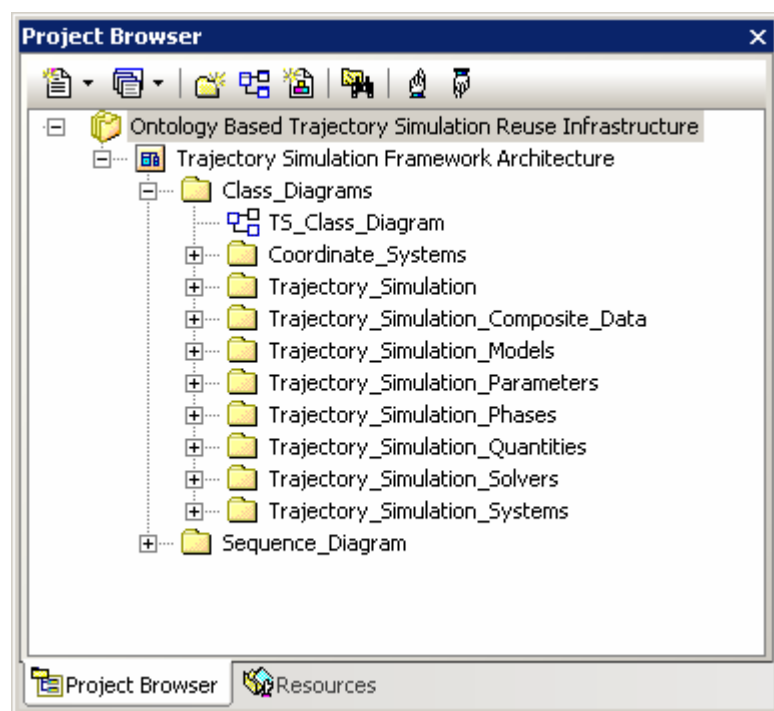 Project Browser
Ontology Based Trajectory Simulation Reuse Infrastructure
Trajectory Simulation Framework Architecture
Class_Diagrams
TS_Class_Diagram
Coordinate_Systems
Trajectory_Simulation
Trajectory_Simulation_Composite_Data
Trajectory_Simulation_Models
Trajectory_Simulation_Parameters
Trajectory_Simulation_Phases
Trajectory_Simulation_Quantities
Trajectory_Simulation_Solvers
Trajectory_Simulation_Systems
Sequence_Diagram
Project Browser Resources